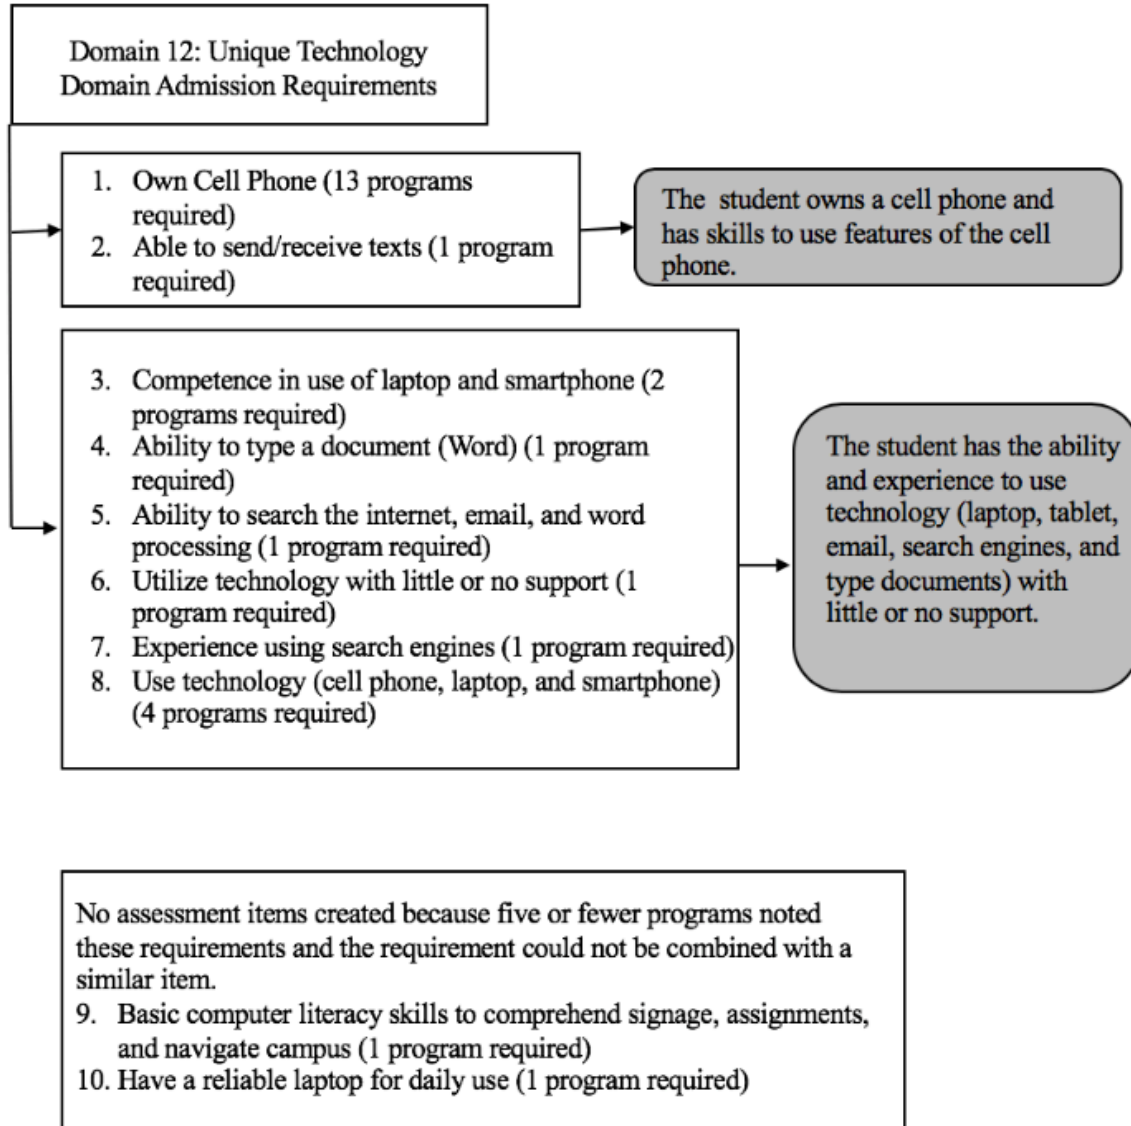 Domain 12: Unique Technology
Domain Admission Requirements
1. Own Cell Phone (13 programs
required)
2. Able to send/receive texts (1 program
required)
The student owns a cell phone and
has skills to use features of the cell
phone.
3. Competence in use of laptop and smartphone (2
programs required)
4. Ability to type a document (Word) (1 program
required)
5. Ability to search the internet, email, and word
processing (1 program required)
6. Utilize technology with little or no support (1
program required)
7. Experience using search engines (1 program required)
8. Use technology (cell phone, laptop, and smartphone)
(4 programs required)
The student has the ability
and experience to use
technology (laptop, tablet,
email, search engines, and
type documents) with
little or no support.
No assessment items created because five or fewer programs noted
these requirements and the requirement could not be combined with a
similar item.
9. Basic computer literacy skills to comprehend signage, assignments,
and navigate campus (1 program required)
10. Have a reliable laptop for daily use (1 program required)